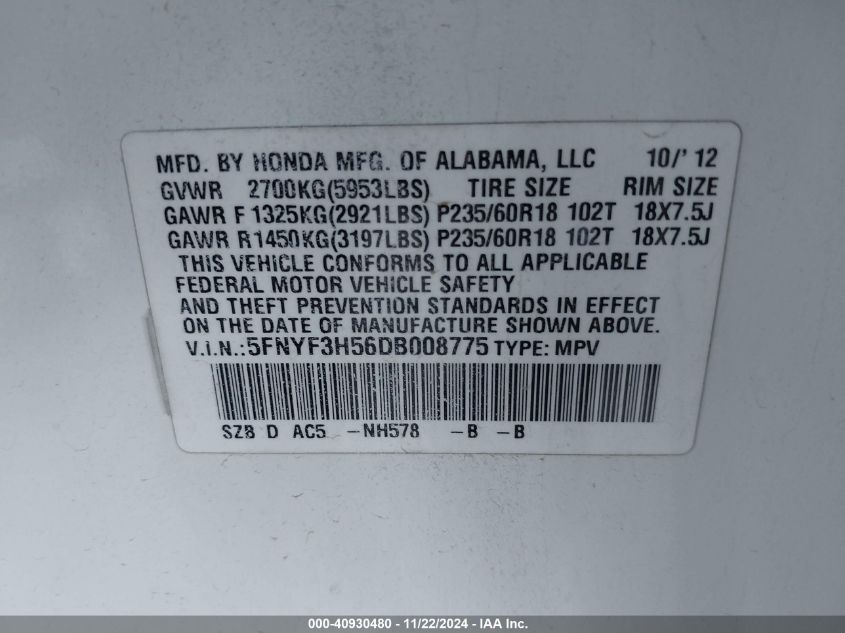 MFD. BY HONDA MFG. OF ALABAMA, LLC 10/'12
GVWR 2700KG(5953LBS) TIRE SIZE RIM SIZE
GAWR F 1325KG(2921LBS) P235/60R18 102T 18X7.5J
GAWR R1450KG(3197LBS) P235/60R18 102T 18X7.5J
THIS VEHICLE CONFORMS TO ALL APPLICABLE
FEDERAL MOTOR VEHICLE SAFETY
AND THEFT PREVENTION STANDARDS IN EFFECT
ON THE DATE OF MANUFACTURE SHOWN ABOVE.
V.I.N.:5FNYF3H56DB008775 TYPE: MPV
SZB D AC5 -NH578 -B -B
000-40930480 - 11/22/2024 - IAA Inc.